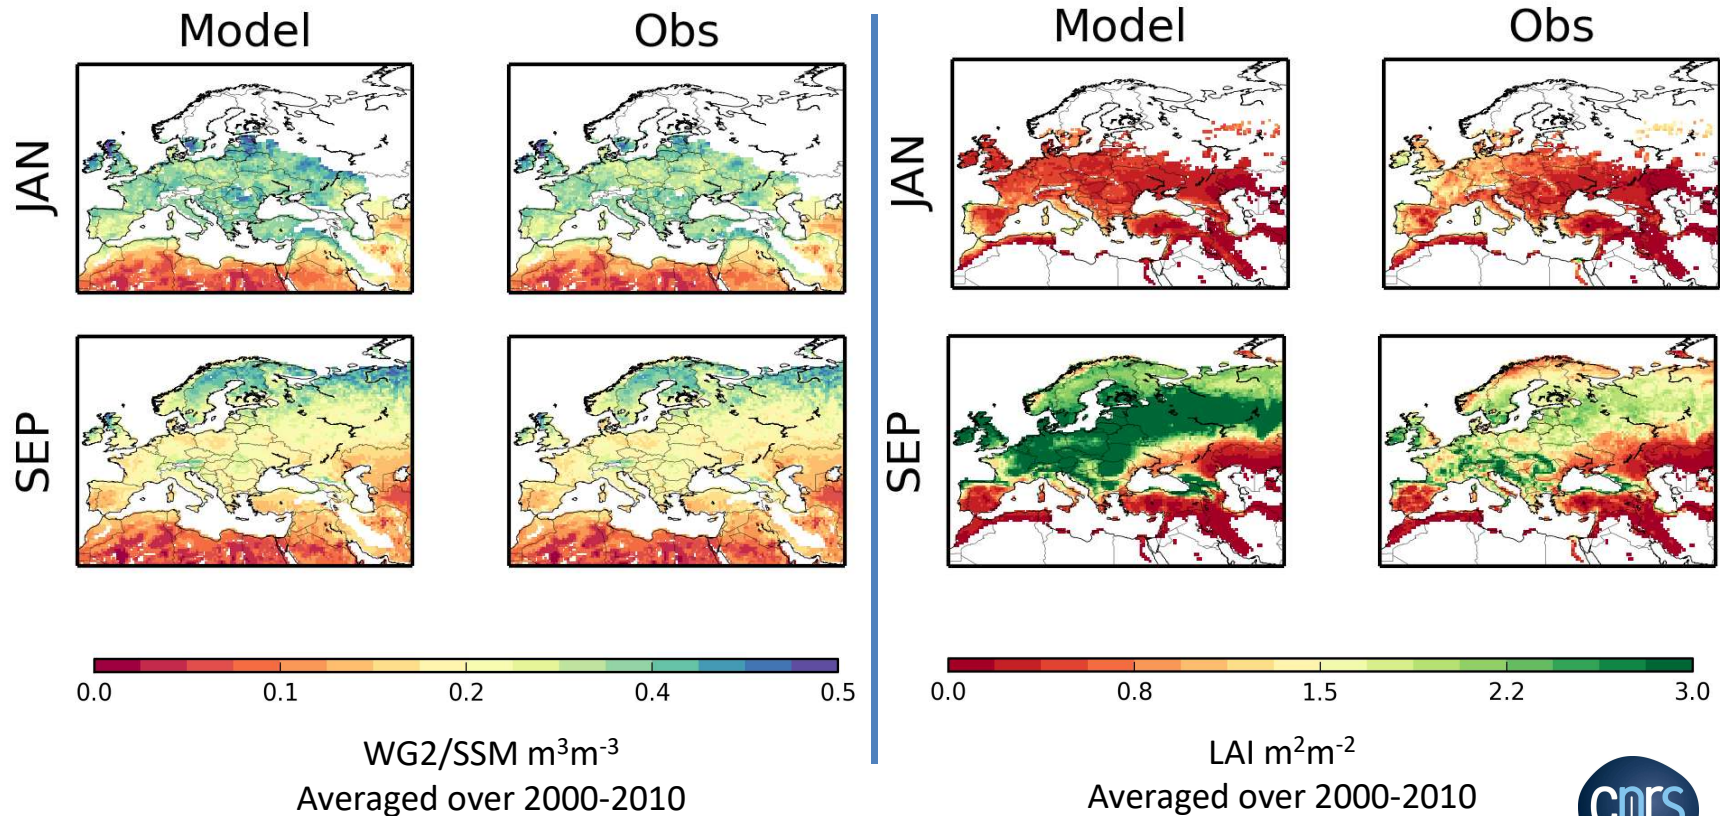 Model
Obs
Model
Obs
JAN
JAN
SEP
SEP
0.0 0.1 0.2 0.4 0.5
0.0 0.8 1.5 2.2 3.0
WG2/SSM m³m⁻³
Averaged over 2000-2010
LAI m²m⁻²
Averaged over 2000-2010
cnrs